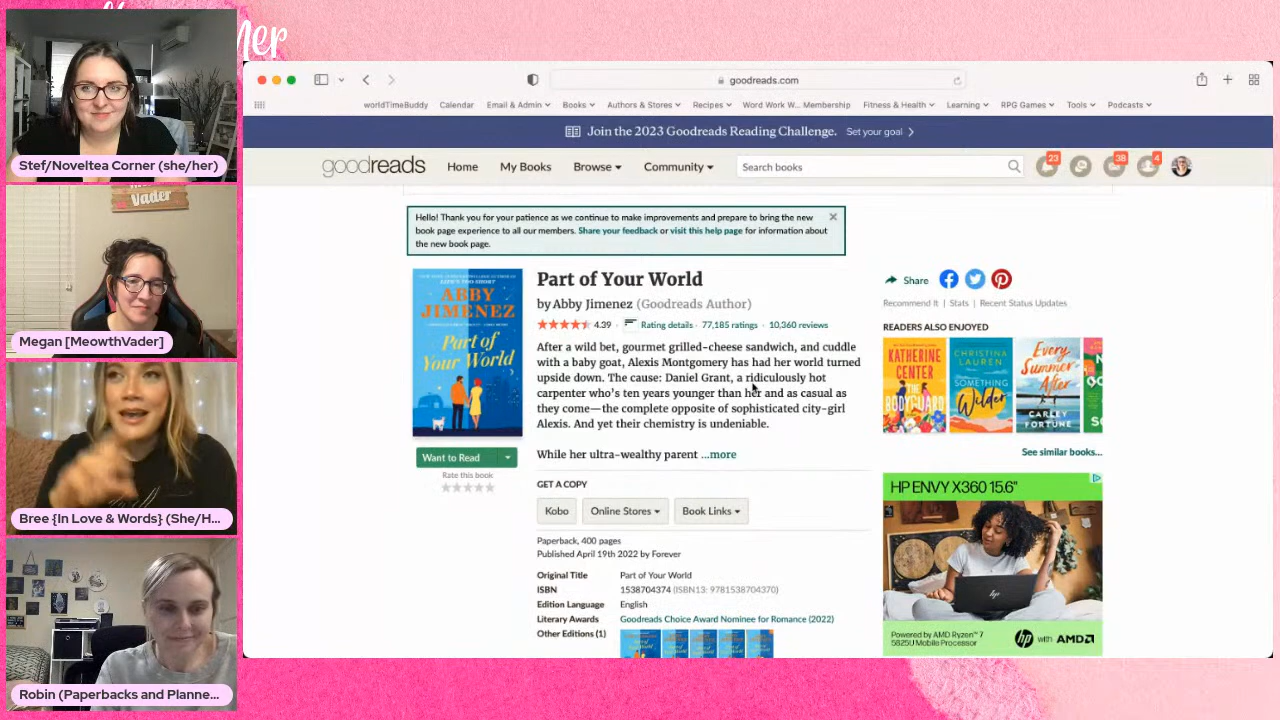 Mer
Stef/Noveltea Corner (she/her)
Vader
Megan [MeowthVader]
Bree {In Love & Words} (She/H...
Robin (Paperbacks and Planne...
goodreads.com
worldTimeBuddy Calendar Email & Admin Books Authors & Stores Recipes Word Work W... Membership Fitness & Health Learning RPG Games Tools Podcasts
Join the 2023 Goodreads Reading Challenge. Set your goal
goodreads Home My Books Browse Community Search books 23 38 4
Hello! Thank you for your patience as we continue to make improvements and prepare to bring the new
book page experience to all our members. Share your feedback or visit this help page for information about
the new book page.
ABBY
JIMENEZ
Part of
Your World
Want to Read
Rate this book
Part of Your World
by Abby Jimenez (Goodreads Author)
4.39 · Rating details · 77,185 ratings · 10,360 reviews
After a wild bet, gourmet grilled-cheese sandwich, and cuddle
with a baby goat, Alexis Montgomery has had her world turned
upside down. The cause: Daniel Grant, a ridiculously hot
carpenter who's ten years younger than her and as casual as
they come—the complete opposite of sophisticated city-girl
Alexis. And yet their chemistry is undeniable.
While her ultra-wealthy parent ...more
GET A COPY
Kobo Online Stores Book Links
Paperback, 400 pages
Published April 19th 2022 by Forever
Original Title Part of Your World
ISBN 1538704374 (ISBN13: 9781538704370)
Edition Language English
Literary Awards Goodreads Choice Award Nominee for Romance (2022)
Other Editions (1)
Share
Recommend It | Stats | Recent Status Updates
READERS ALSO ENJOYED
KATHERINE
CENTER
THE
BODYGUARD
CHRISTINA
LAUREN
SOMETHING
Wilder
Every
Summer
After
CARLEY
FORTUNE
See similar books...
HP ENVY X360 15.6"
Powered by AMD Ryzen™ 7
5825U Mobile Processor
hp with AMD